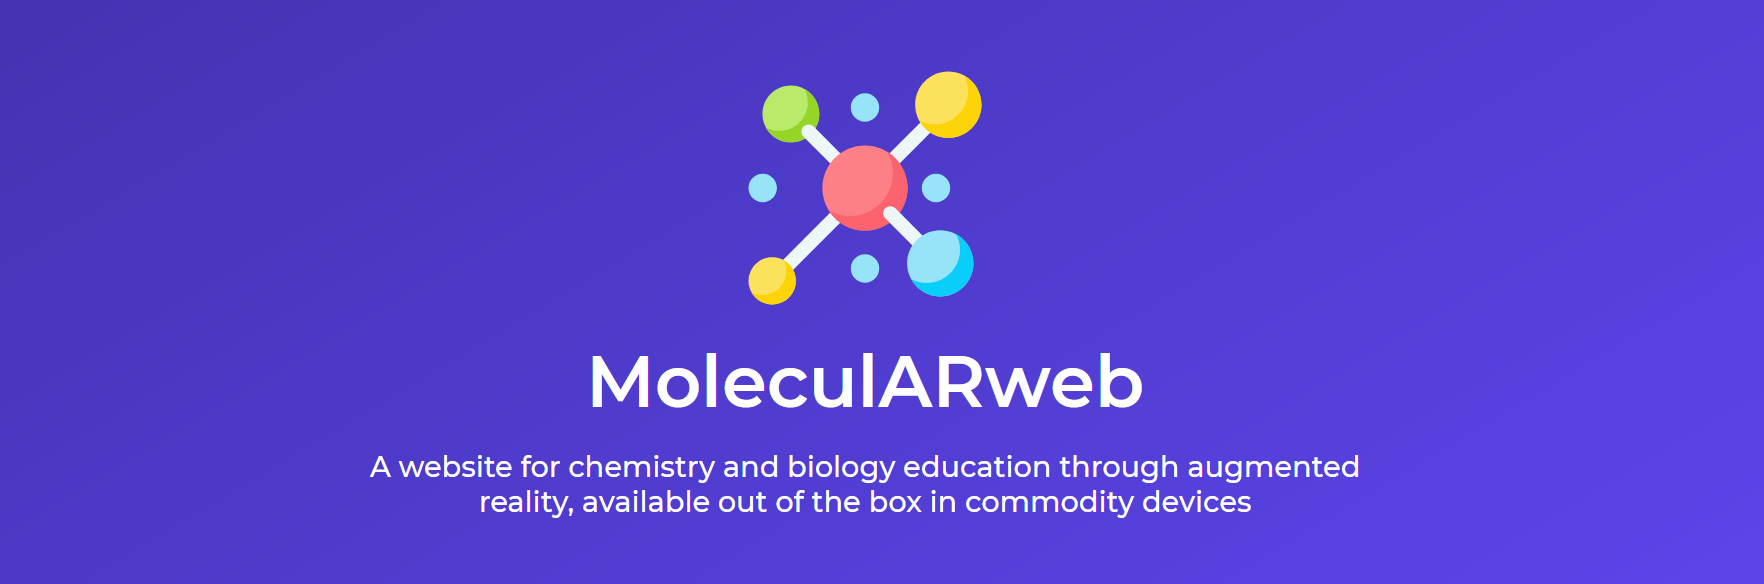 MoleculARweb
A website for chemistry and biology education through augmented
reality, available out of the box in commodity devices